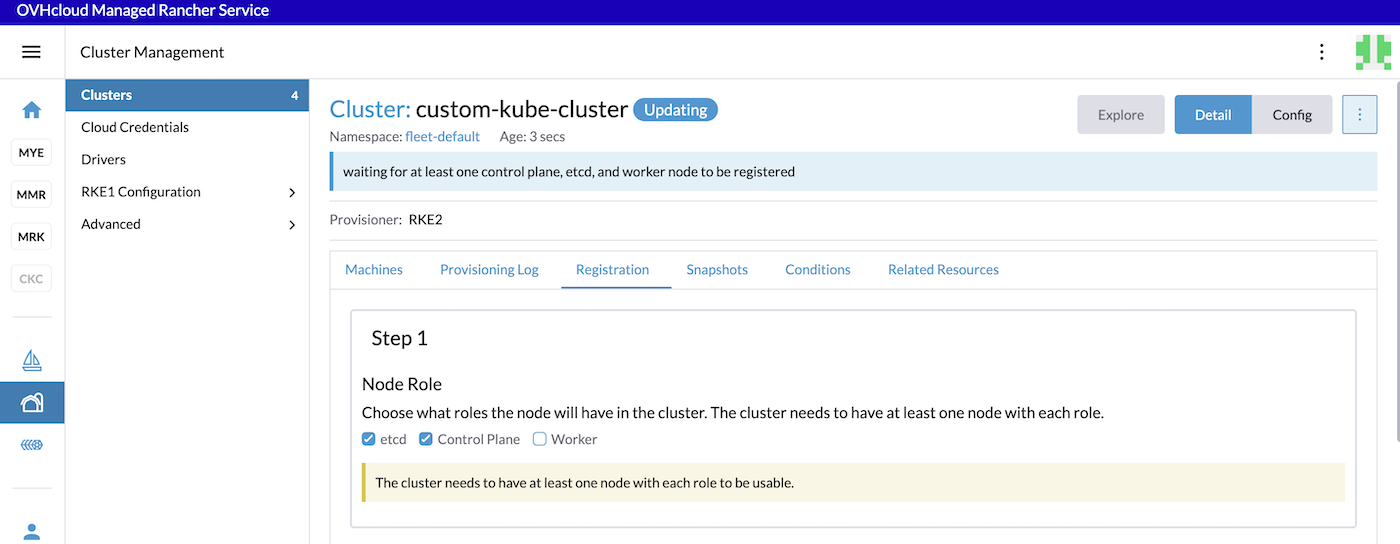 OVHcloud Managed Rancher Service
Cluster Management
Clusters 4
Cloud Credentials
Drivers
RKE1 Configuration
Advanced
MYE
MMR
MRK
CKC
Cluster: custom-kube-cluster Updating
Explore Detail Config
Namespace: fleet-default Age: 3 secs
waiting for at least one control plane, etcd, and worker node to be registered
Provisioner: RKE2
Machines Provisioning Log Registration Snapshots Conditions Related Resources
Step 1
Node Role
Choose what roles the node will have in the cluster. The cluster needs to have at least one node with each role.
etcd Control Plane Worker
The cluster needs to have at least one node with each role to be usable.